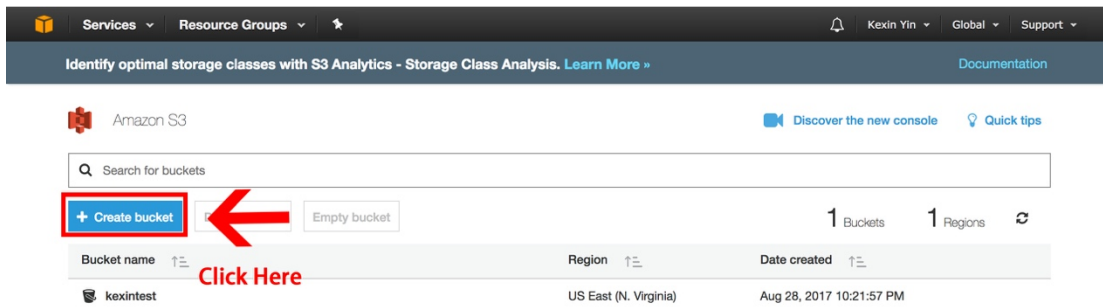 Services Resource Groups Kexin Yin Global Support
Identify optimal storage classes with S3 Analytics - Storage Class Analysis. Learn More » Documentation
Amazon S3 Discover the new console Quick tips
Search for buckets
+ Create bucket Empty bucket 1 Buckets 1 Regions
Bucket name Region Date created
Click Here
kexintest US East (N. Virginia) Aug 28, 2017 10:21:57 PM